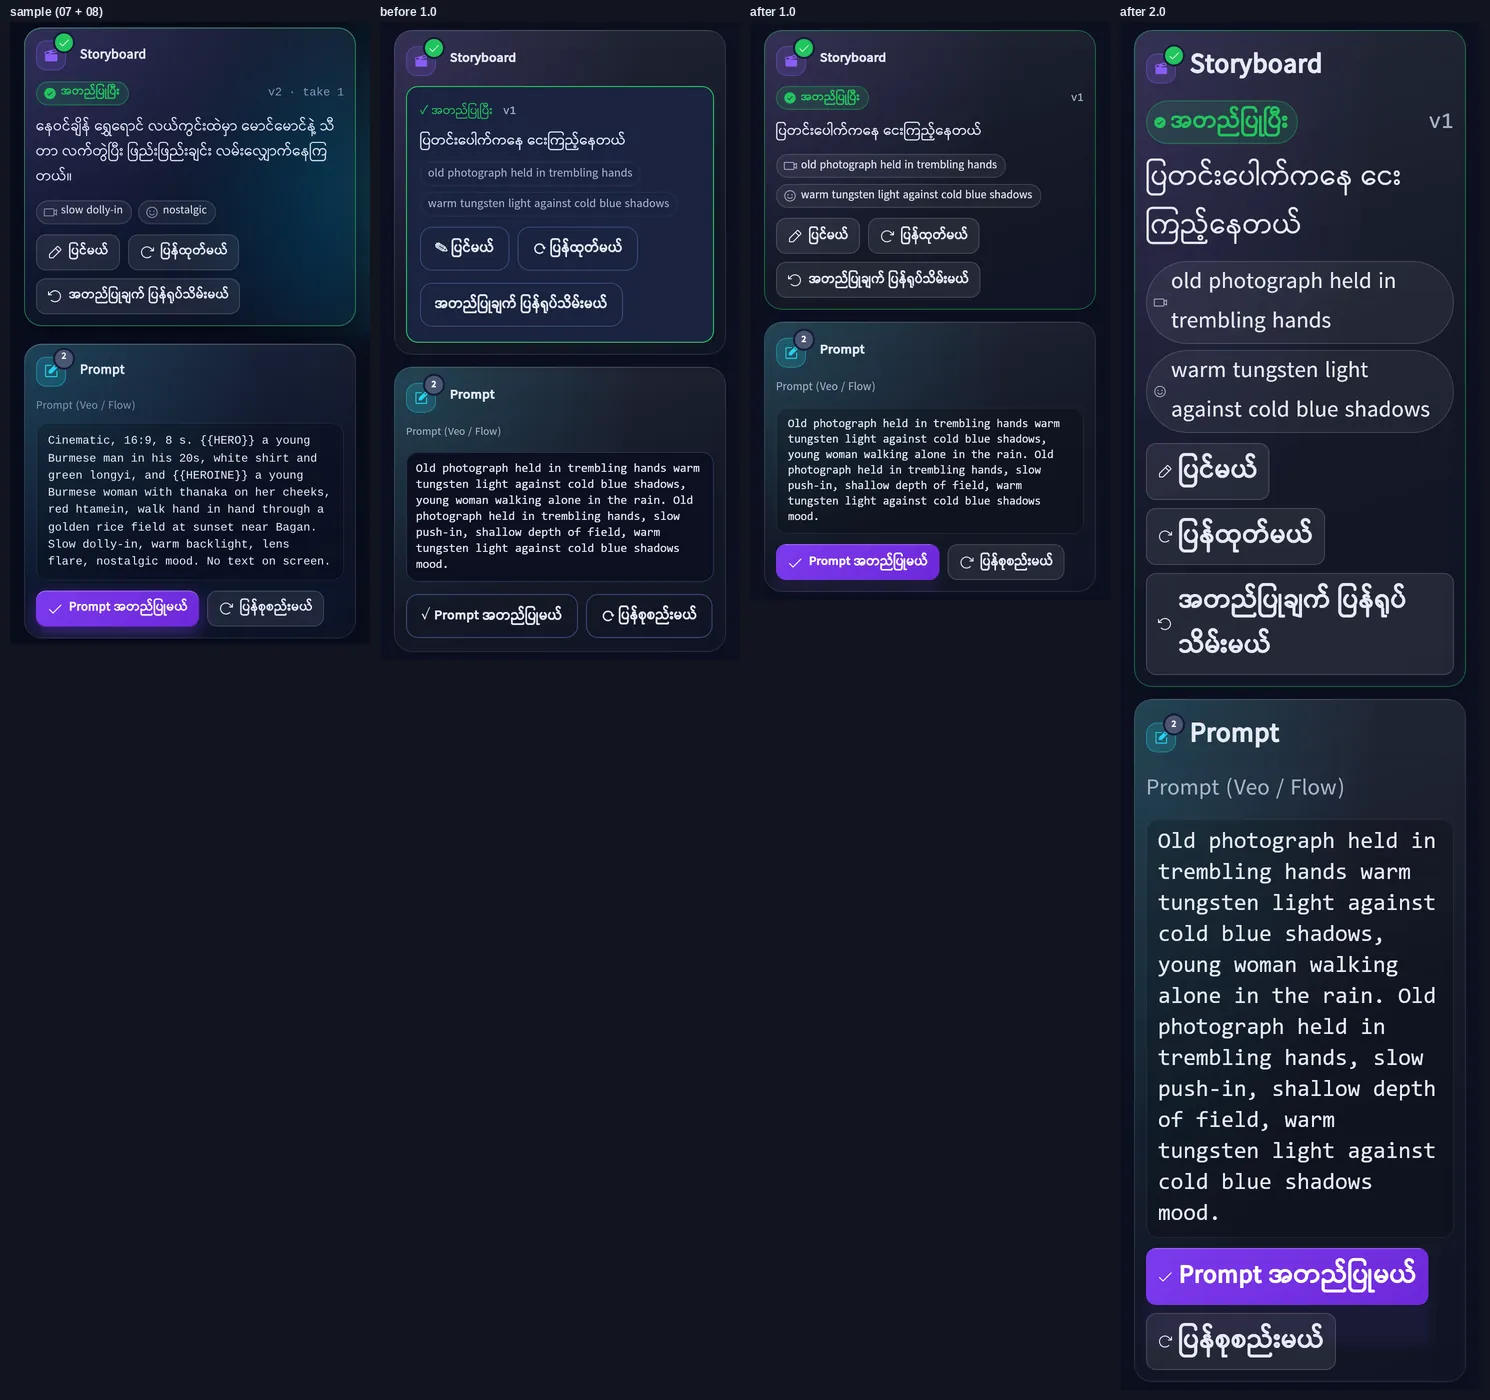 sample (07 + 08)
Storyboard
အတည်ပြုပြီး
v2 · take 1
နေဝင်ချိန် ရွှေရောင် လယ်ကွင်းထဲမှာ မောင်မောင်နဲ့ သီ
တာ လက်တွဲပြီး ဖြည်းဖြည်းချင်း လမ်းလျှောက်နေကြ
တယ်။
slow dolly-in
nostalgic
ပြင်မယ်
ပြန်ထုတ်မယ်
အတည်ပြုချက် ပြန်ရုပ်သိမ်းမယ်
2
Prompt
Prompt (Veo / Flow)
Cinematic, 16:9, 8 s. {{HERO}} a young
Burmese man in his 20s, white shirt and
green longyi, and {{HEROINE}} a young
Burmese woman with thanaka on her cheeks,
red htamein, walk hand in hand through a
golden rice field at sunset near Bagan.
Slow dolly-in, warm backlight, lens
flare, nostalgic mood. No text on screen.
Prompt အတည်ပြုမယ်
ပြန်စုစည်းမယ်
before 1.0
Storyboard
✓ အတည်ပြုပြီး v1
ပြတင်းပေါက်ကနေ ငေးကြည့်နေတယ်
old photograph held in trembling hands
warm tungsten light against cold blue shadows
✎ ပြင်မယ်
⟳ ပြန်ထုတ်မယ်
အတည်ပြုချက် ပြန်ရုပ်သိမ်းမယ်
2
Prompt
Prompt (Veo / Flow)
Old photograph held in trembling hands warm
tungsten light against cold blue shadows,
young woman walking alone in the rain. Old
photograph held in trembling hands, slow
push-in, shallow depth of field, warm
tungsten light against cold blue shadows
mood.
✓ Prompt အတည်ပြုမယ်
⟳ ပြန်စုစည်းမယ်
after 1.0
Storyboard
အတည်ပြုပြီး
v1
ပြတင်းပေါက်ကနေ ငေးကြည့်နေတယ်
old photograph held in trembling hands
warm tungsten light against cold blue shadows
ပြင်မယ်
ပြန်ထုတ်မယ်
အတည်ပြုချက် ပြန်ရုပ်သိမ်းမယ်
2
Prompt
Prompt (Veo / Flow)
Old photograph held in trembling hands warm
tungsten light against cold blue shadows,
young woman walking alone in the rain. Old
photograph held in trembling hands, slow
push-in, shallow depth of field, warm
tungsten light against cold blue shadows
mood.
Prompt အတည်ပြုမယ်
ပြန်စုစည်းမယ်
after 2.0
Storyboard
အတည်ပြုပြီး
v1
ပြတင်းပေါက်ကနေ ငေး
ကြည့်နေတယ်
old photograph held in
trembling hands
warm tungsten light
against cold blue shadows
ပြင်မယ်
ပြန်ထုတ်မယ်
အတည်ပြုချက် ပြန်ရုပ်
သိမ်းမယ်
2
Prompt
Prompt (Veo / Flow)
Old photograph held in
trembling hands warm
tungsten light against
cold blue shadows,
young woman walking
alone in the rain. Old
photograph held in
trembling hands, slow
push-in, shallow depth
of field, warm
tungsten light against
cold blue shadows
mood.
Prompt အတည်ပြုမယ်
ပြန်စုစည်းမယ်